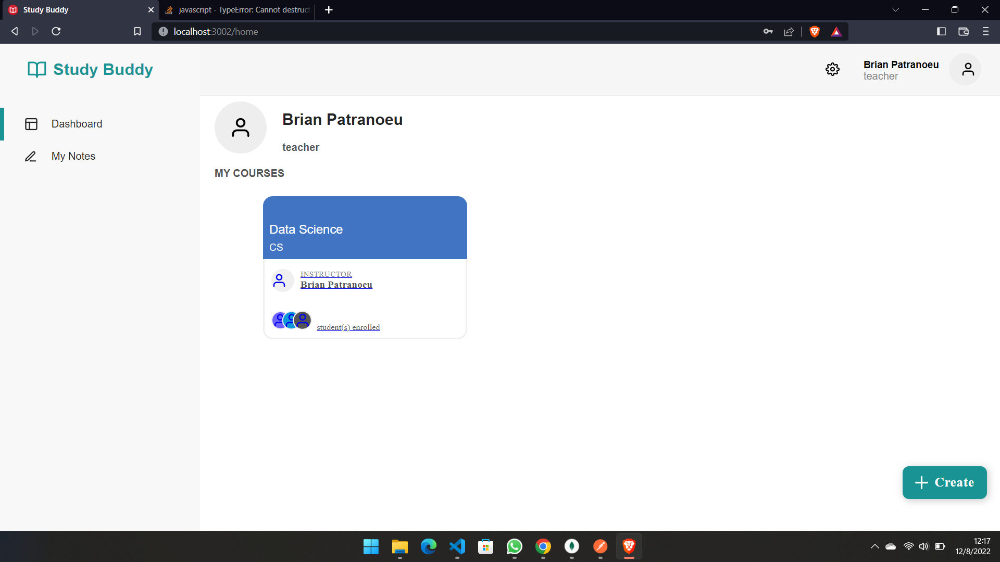 Study Buddy
javascript - TypeError: Cannot destruct
localhost:3002/home
Study Buddy
Brian Patranoeu
teacher
Dashboard
My Notes
Brian Patranoeu
teacher
MY COURSES
Data Science
CS
INSTRUCTOR
Brian Patranoeu
student(s) enrolled
Create
12:17
12/8/2022